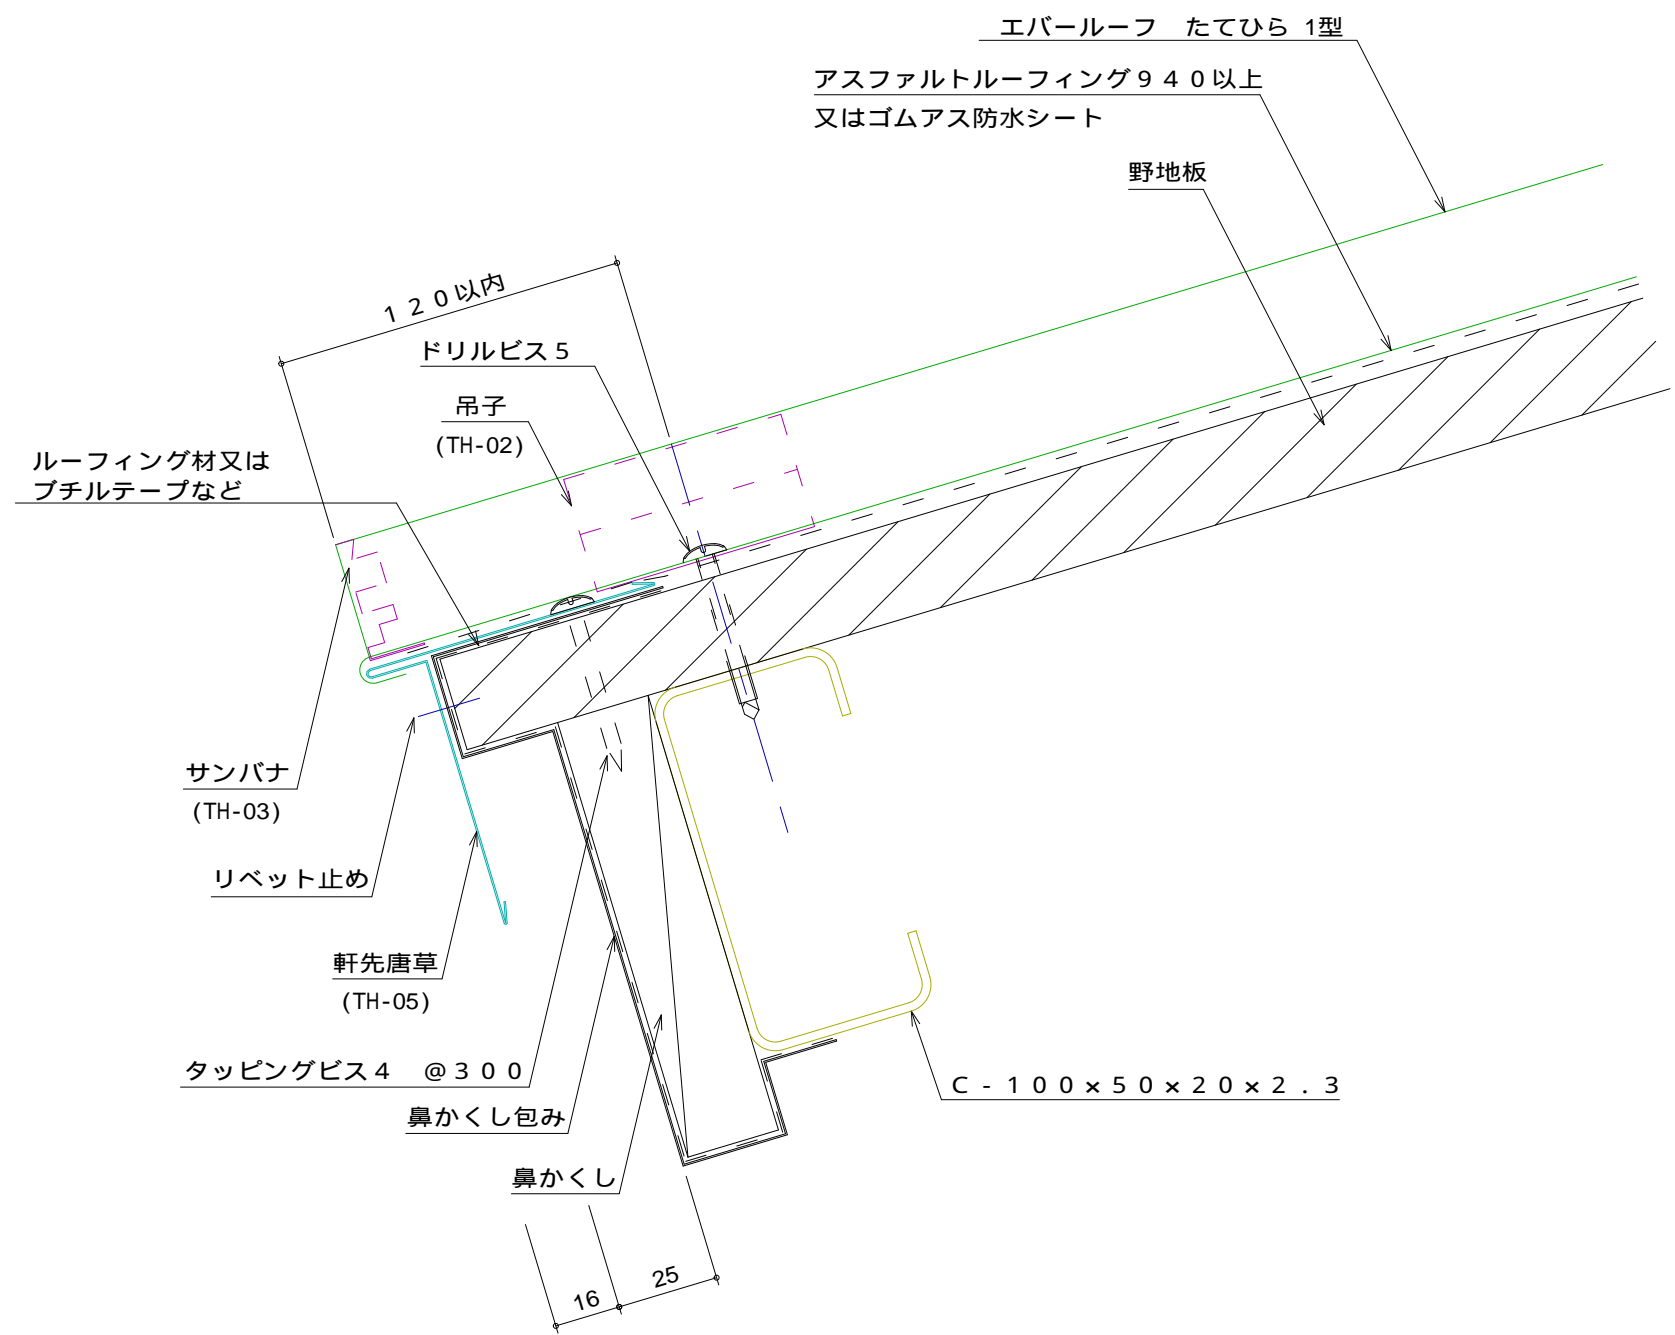 エバールーフ　たてひら 1型
アスファルトルーフィング９４０以上
又はゴムアス防水シート
野地板
１２０以内
ドリルビス５
吊子
(TH-02)
ルーフィング材又は
ブチルテープなど
サンバナ
(TH-03)
リベット止め
軒先唐草
(TH-05)
タッピングビス４　＠３００
鼻かくし包み
鼻かくし
Ｃ-１００×５０×２０×２.３
16
25